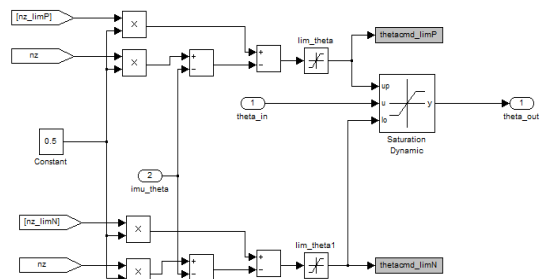 [nz_limP]
×
lim_theta
thetacmd_limP
nz
×
+
−
+
−
up
u
lo
y
1
theta_in
1
theta_out
Saturation
Dynamic
0.5
Constant
2
imu_theta
[nz_limN]
×
lim_theta1
thetacmd_limN
nz
×
+
−
+
−